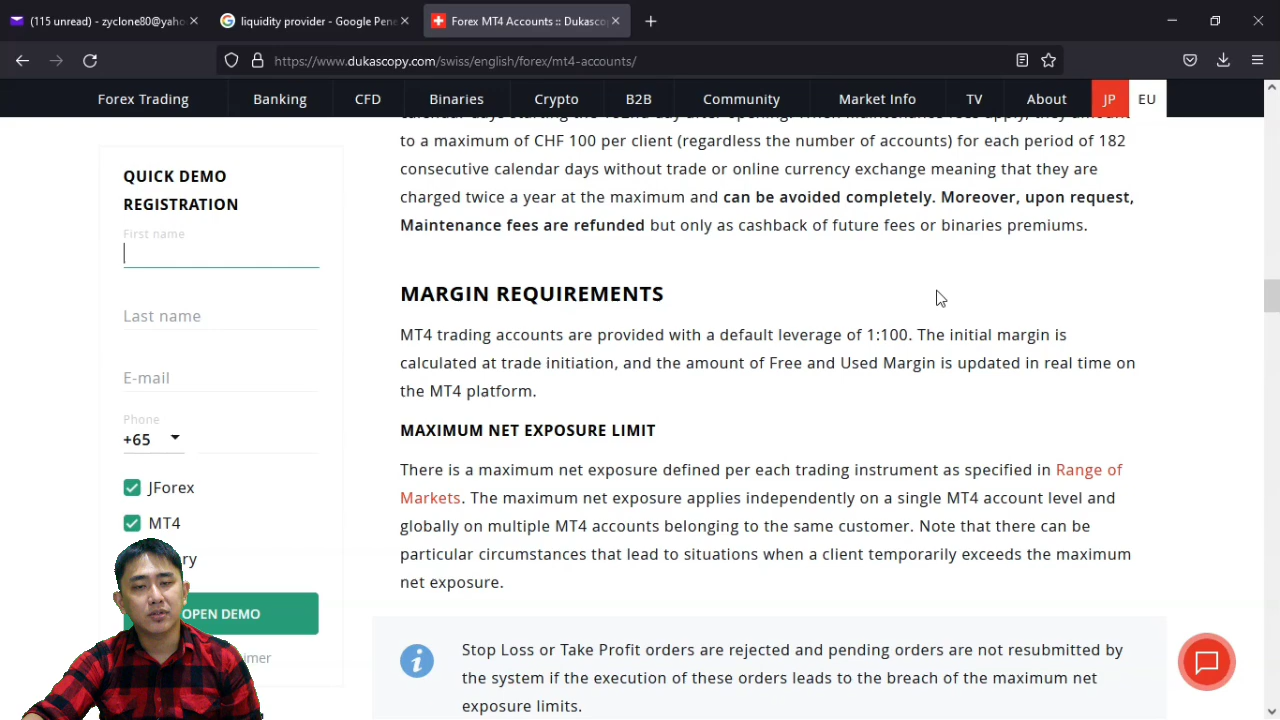 (115 unread) - zyclone80@yaho
liquidity provider - Google Pene
Forex MT4 Accounts :: Dukasco
https://www.dukascopy.com/swiss/english/forex/mt4-accounts/
Forex Trading Banking CFD Binaries Crypto B2B Community Market Info TV About JP EU
QUICK DEMO
REGISTRATION
First name
Last name
E-mail
Phone
+65
JForex
MT4
ry
OPEN DEMO
imer
to a maximum of CHF 100 per client (regardless the number of accounts) for each period of 182
consecutive calendar days without trade or online currency exchange meaning that they are
charged twice a year at the maximum and can be avoided completely. Moreover, upon request,
Maintenance fees are refunded but only as cashback of future fees or binaries premiums.
MARGIN REQUIREMENTS
MT4 trading accounts are provided with a default leverage of 1:100. The initial margin is
calculated at trade initiation, and the amount of Free and Used Margin is updated in real time on
the MT4 platform.
MAXIMUM NET EXPOSURE LIMIT
There is a maximum net exposure defined per each trading instrument as specified in Range of
Markets. The maximum net exposure applies independently on a single MT4 account level and
globally on multiple MT4 accounts belonging to the same customer. Note that there can be
particular circumstances that lead to situations when a client temporarily exceeds the maximum
net exposure.
Stop Loss or Take Profit orders are rejected and pending orders are not resubmitted by
the system if the execution of these orders leads to the breach of the maximum net
exposure limits.